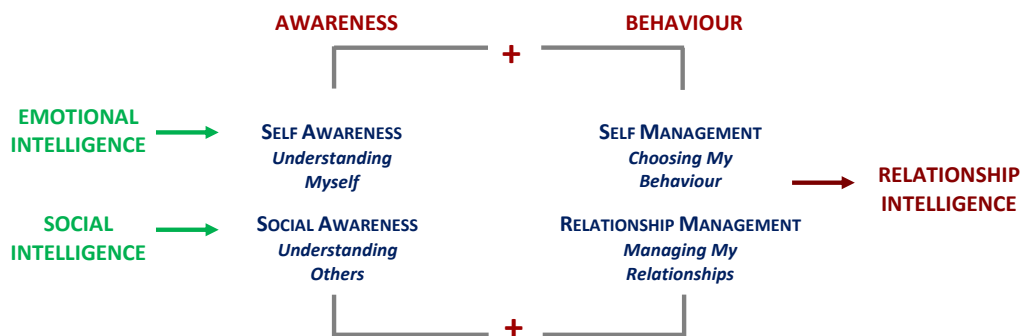 AWARENESS
BEHAVIOUR
+
EMOTIONAL
INTELLIGENCE
SELF AWARENESS
Understanding
Myself
SELF MANAGEMENT
Choosing My
Behaviour
RELATIONSHIP
INTELLIGENCE
SOCIAL
INTELLIGENCE
SOCIAL AWARENESS
Understanding
Others
RELATIONSHIP MANAGEMENT
Managing My
Relationships
+